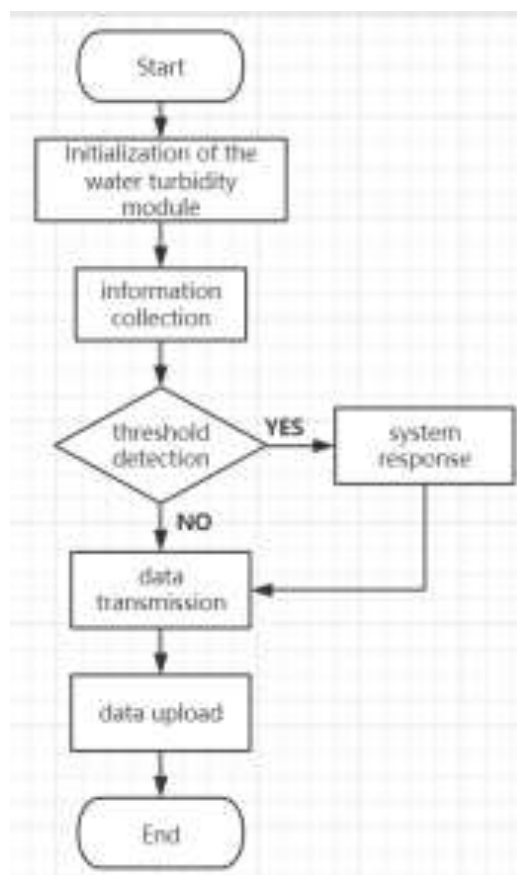 Start
Initialization of the
water turbidity
module
information
collection
threshold
detection
YES
system
response
NO
data
transmission
data upload
End